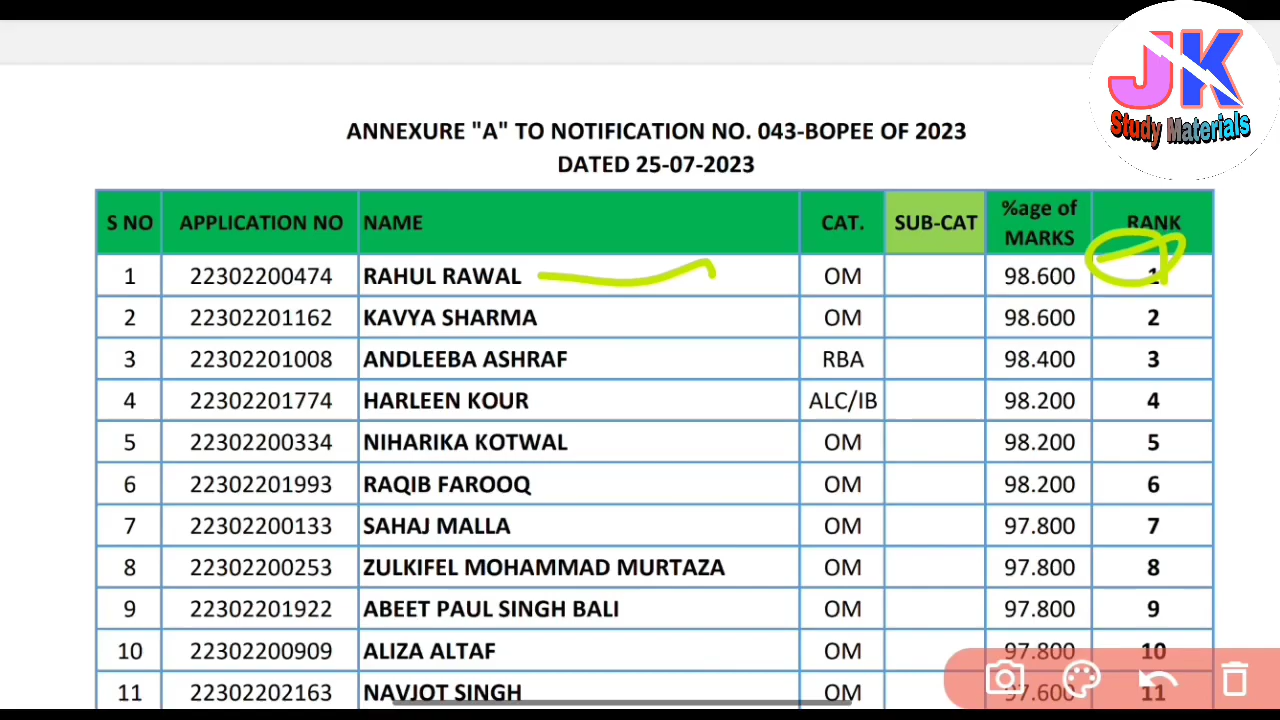 JK
Study Materials
ANNEXURE "A" TO NOTIFICATION NO. 043-BOPEE OF 2023
DATED 25-07-2023
S NO APPLICATION NO NAME CAT. SUB-CAT %age of MARKS RANK
1 22302200474 RAHUL RAWAL OM 98.600 1
2 22302201162 KAVYA SHARMA OM 98.600 2
3 22302201008 ANDLEEBA ASHRAF RBA 98.400 3
4 22302201774 HARLEEN KOUR ALC/IB 98.200 4
5 22302200334 NIHARIKA KOTWAL OM 98.200 5
6 22302201993 RAQIB FAROOQ OM 98.200 6
7 22302200133 SAHAJ MALLA OM 97.800 7
8 22302200253 ZULKIFEL MOHAMMAD MURTAZA OM 97.800 8
9 22302201922 ABEET PAUL SINGH BALI OM 97.800 9
10 22302200909 ALIZA ALTAF OM 97.800 10
11 22302202163 NAVJOT SINGH OM 97.600 11